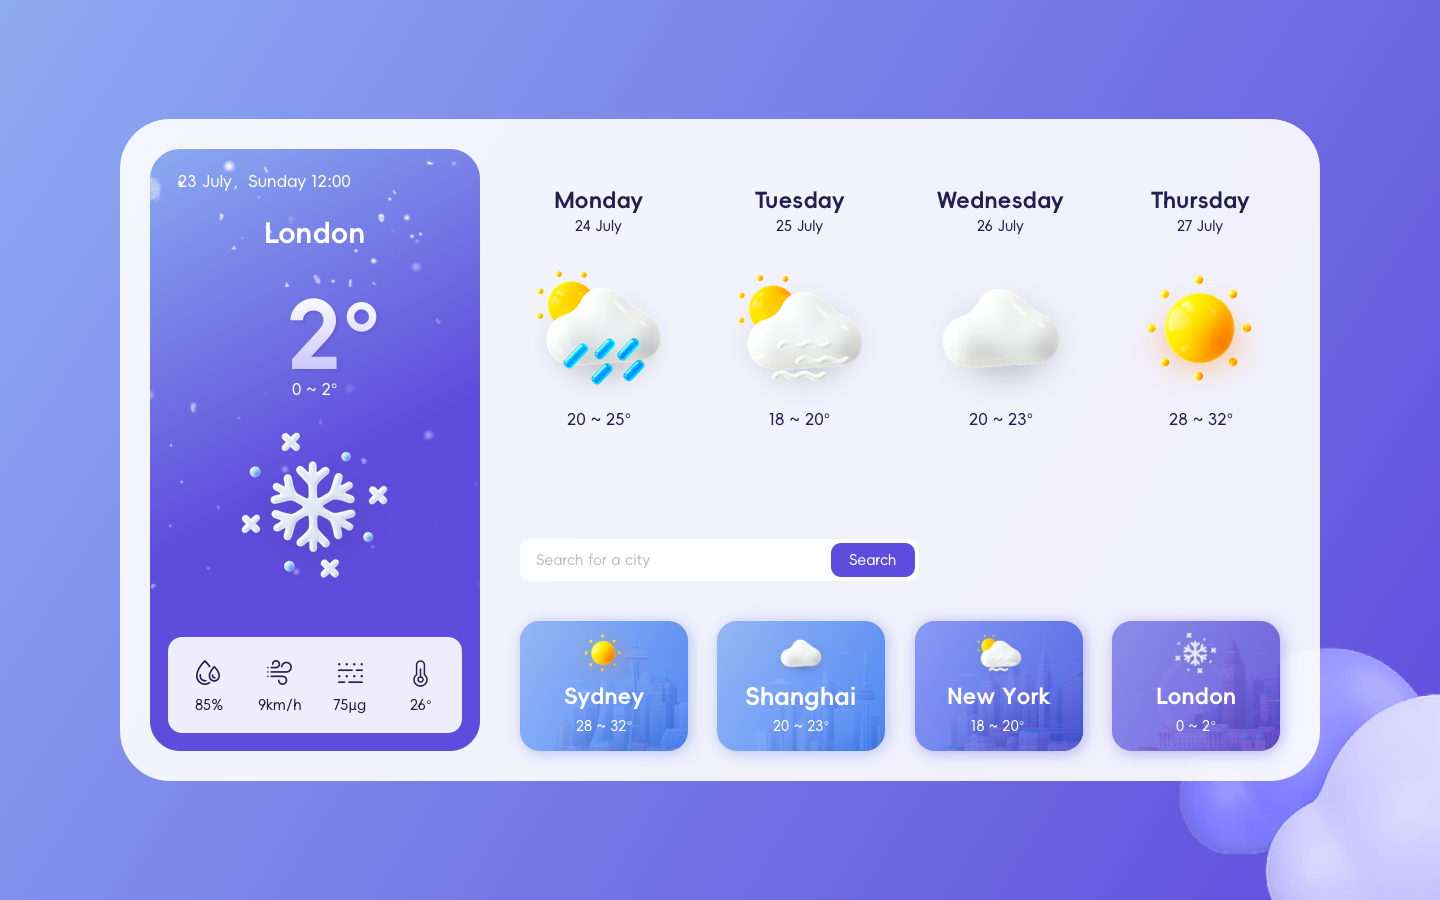 23 July, Sunday 12:00
London
2°
0 ~ 2°
85%
9km/h
75μg
26°
Monday
24 July
20 ~ 25°
Tuesday
25 July
18 ~ 20°
Wednesday
26 July
20 ~ 23°
Thursday
27 July
28 ~ 32°
Search for a city
Search
Sydney
28 ~ 32°
Shanghai
20 ~ 23°
New York
18 ~ 20°
London
0 ~ 2°